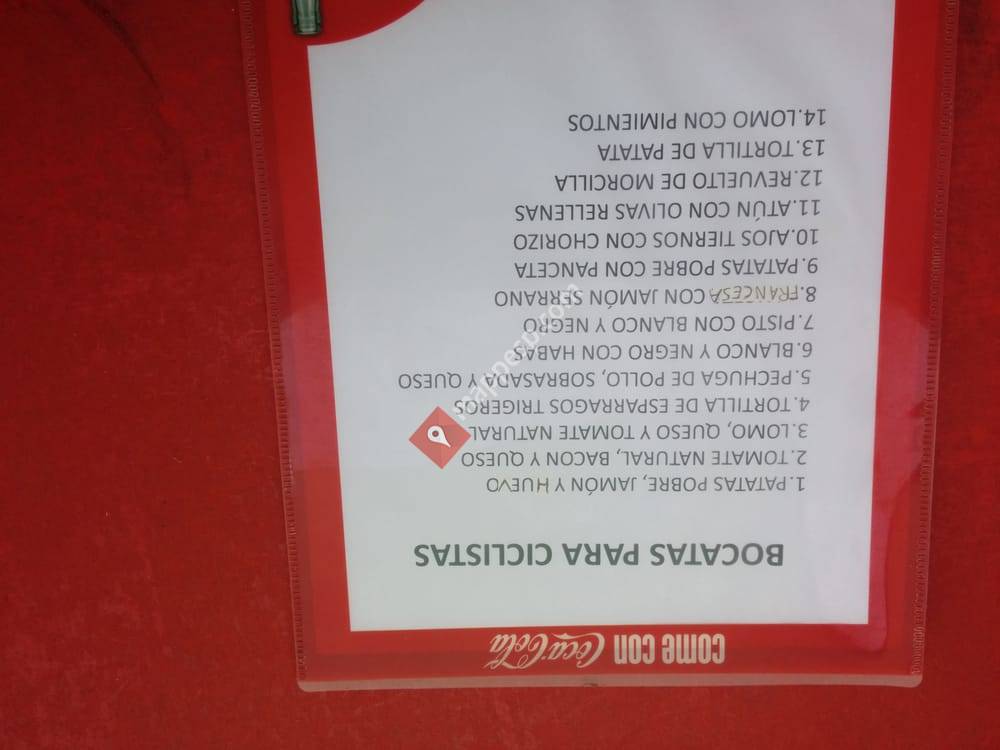 come con Coca-Cola
BOCATAS PARA CICLISTAS
1.PATATAS POBRE, JAMÓN Y HUEVO
2.TOMATE NATURAL, BACON Y QUESO
3.LOMO, QUESO Y TOMATE NATURAL
4.TORTILLA DE ESPARRAGOS TRIGEROS
5.PECHUGA DE POLLO, SOBRASADA Y QUESO
6.BLANCO Y NEGRO CON HABAS
7.PISTO CON BLANCO Y NEGRO
8.FRANCESA CON JAMÓN SERRANO
9.PATATAS POBRE CON PANCETA
10.AJOS TIERNOS CON CHORIZO
11.ATÚN CON OLIVAS RELLENAS
12.REVUELTO DE MORCILLA
13.TORTILLA DE PATATA
14.LOMO CON PIMIENTOS